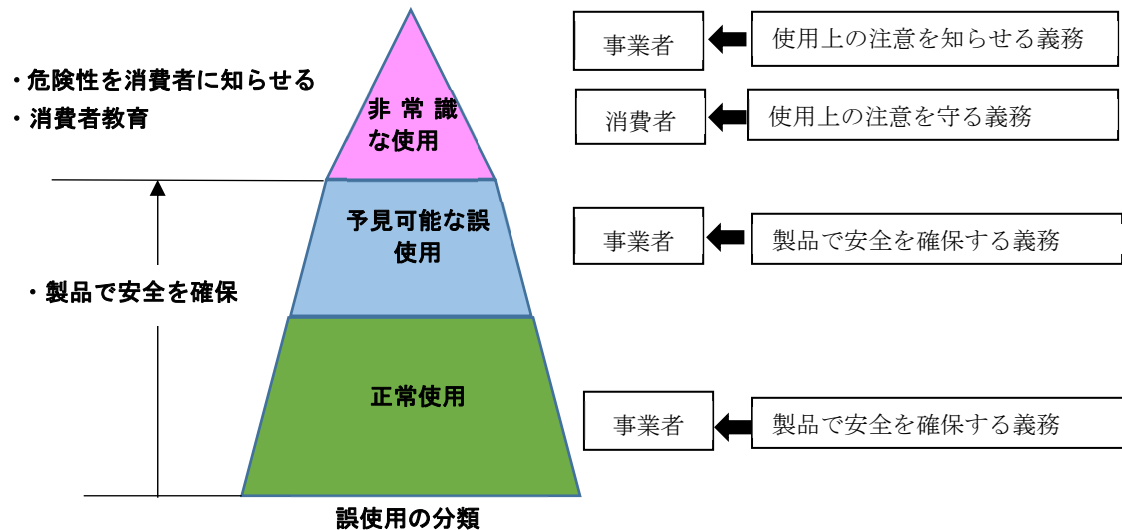 事業者
使用上の注意を知らせる義務
・危険性を消費者に知らせる
・消費者教育
非常識
な使用
消費者
使用上の注意を守る義務
予見可能な誤
使用
事業者
製品で安全を確保する義務
・製品で安全を確保
正常使用
事業者
製品で安全を確保する義務
誤使用の分類